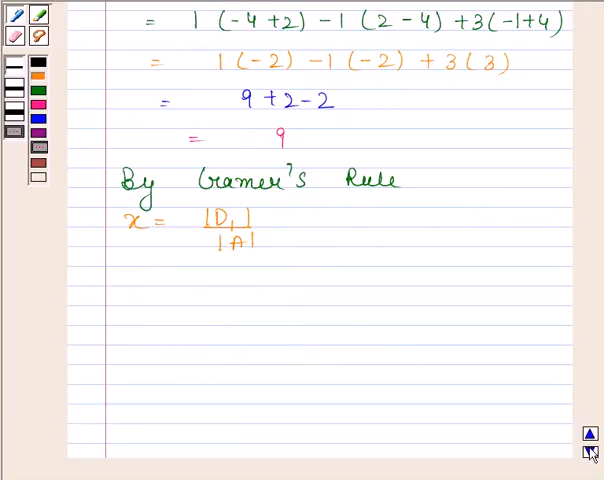 = 1 (-4+2) -1 (2-4) +3(-1+4)
= 1(-2) -1(-2) + 3(3)
= 9+2-2
= 9
By Cramer's Rule
x = |D₁| / |A|